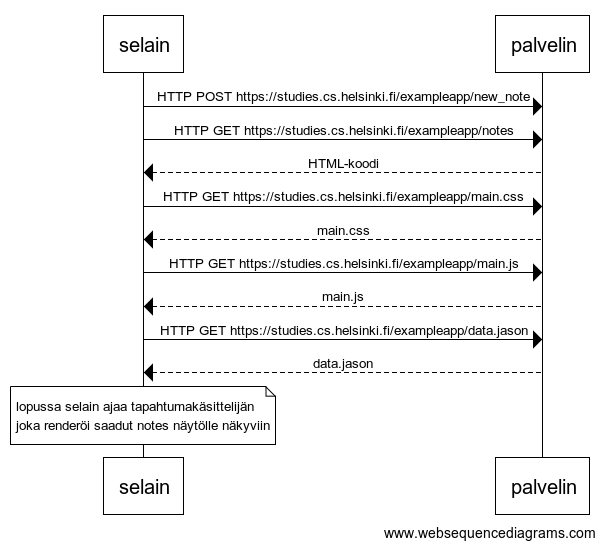 selain
palvelin
HTTP POST https://studies.cs.helsinki.fi/exampleapp/new_note
HTTP GET https://studies.cs.helsinki.fi/exampleapp/notes
HTML-koodi
HTTP GET https://studies.cs.helsinki.fi/exampleapp/main.css
main.css
HTTP GET https://studies.cs.helsinki.fi/exampleapp/main.js
main.js
HTTP GET https://studies.cs.helsinki.fi/exampleapp/data.jason
data.jason
lopussa selain ajaa tapahtumakäsittelijän
joka renderöi saadut notes näytölle näkyviin
selain
palvelin
www.websequencediagrams.com